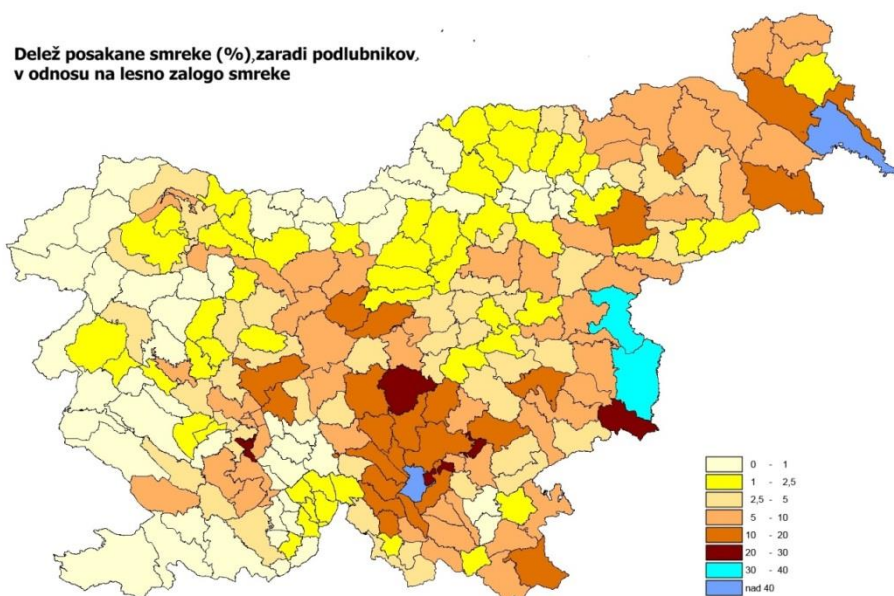 Delež posakane smreke (%),zaradi podlubnikov,
v odnosu na lesno zalogo smreke
0 - 1
1 - 2,5
2,5 - 5
5 - 10
10 - 20
20 - 30
30 - 40
nad 40